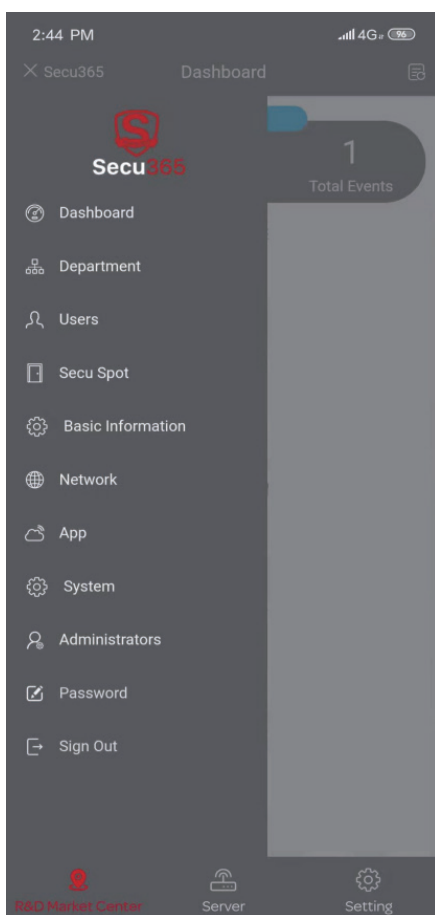 2:44 PM 4G 96
Secu365 Dashboard
Secu365
1
Total Events
Dashboard
Department
Users
Secu Spot
Basic Information
Network
App
System
Administrators
Password
Sign Out
R&D Market Center Server Setting